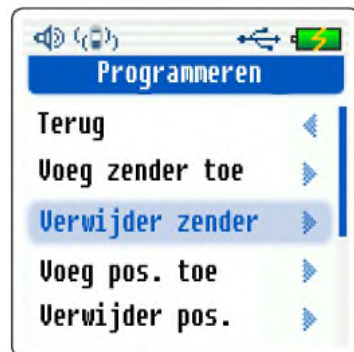 Programmeren
Terug
Voeg zender toe
Verwijder zender
Voeg pos. toe
Verwijder pos.